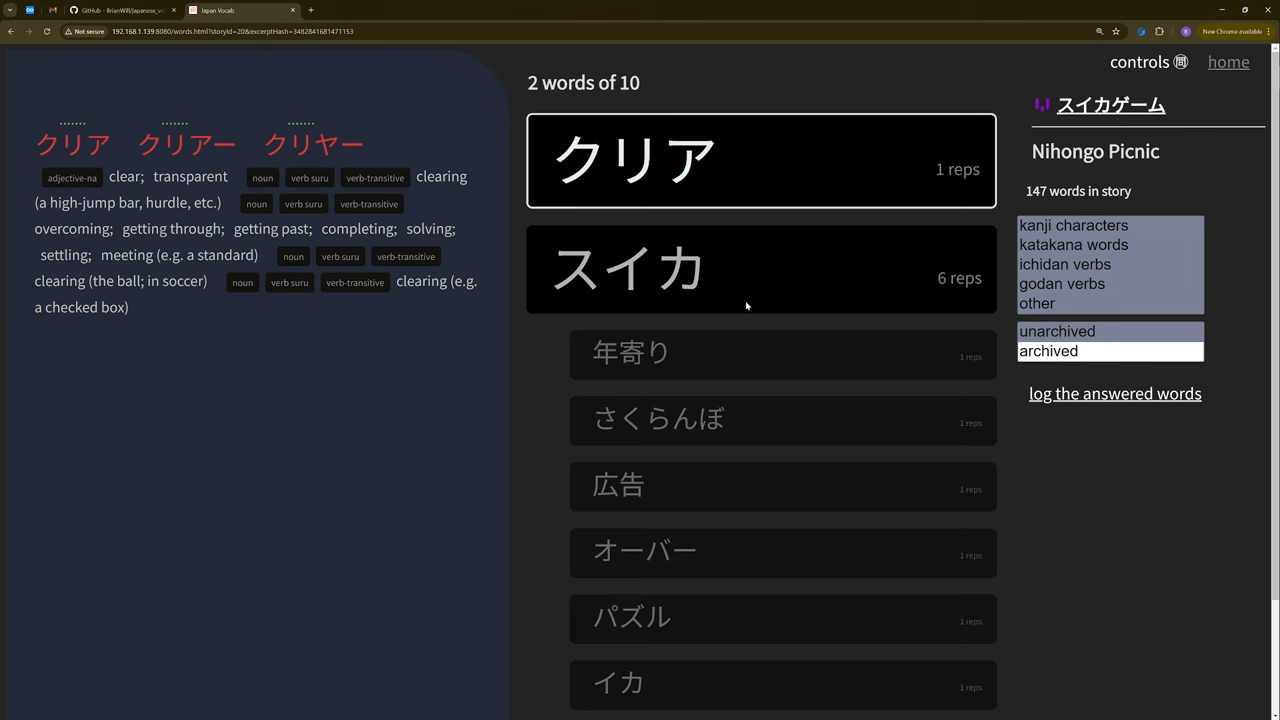 GitHub - BrianWill/japanese_vo
Japan Vocab
Not secure
192.168.1.139:8080/words.html?storyId=20&excerptHash=3482841681471153
New Chrome available
クリア クリアー クリヤー
adjective-na clear; transparent noun verb suru verb-transitive clearing
(a high-jump bar, hurdle, etc.) noun verb suru verb-transitive
overcoming; getting through; getting past; completing; solving;
settling; meeting (e.g. a standard) noun verb suru verb-transitive
clearing (the ball; in soccer) noun verb suru verb-transitive clearing (e.g.
a checked box)
2 words of 10
クリア 1 reps
スイカ 6 reps
年寄り 1 reps
さくらんぼ 1 reps
広告 1 reps
オーバー 1 reps
パズル 1 reps
イカ 1 reps
controls 問 home
スイカゲーム
Nihongo Picnic
147 words in story
kanji characters
katakana words
ichidan verbs
godan verbs
other
unarchived
archived
log the answered words